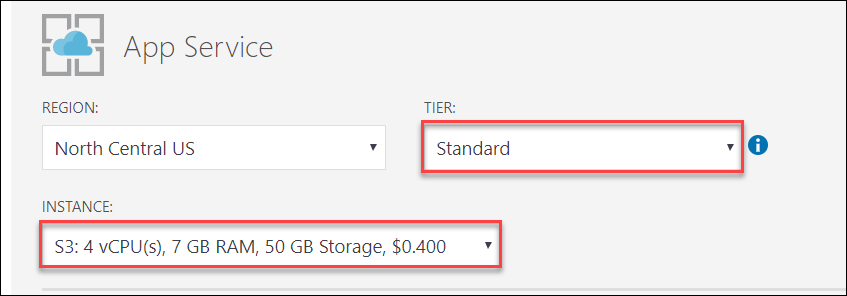 App Service
REGION:
TIER:
North Central US
Standard
INSTANCE:
S3: 4 vCPU(s), 7 GB RAM, 50 GB Storage, $0.400